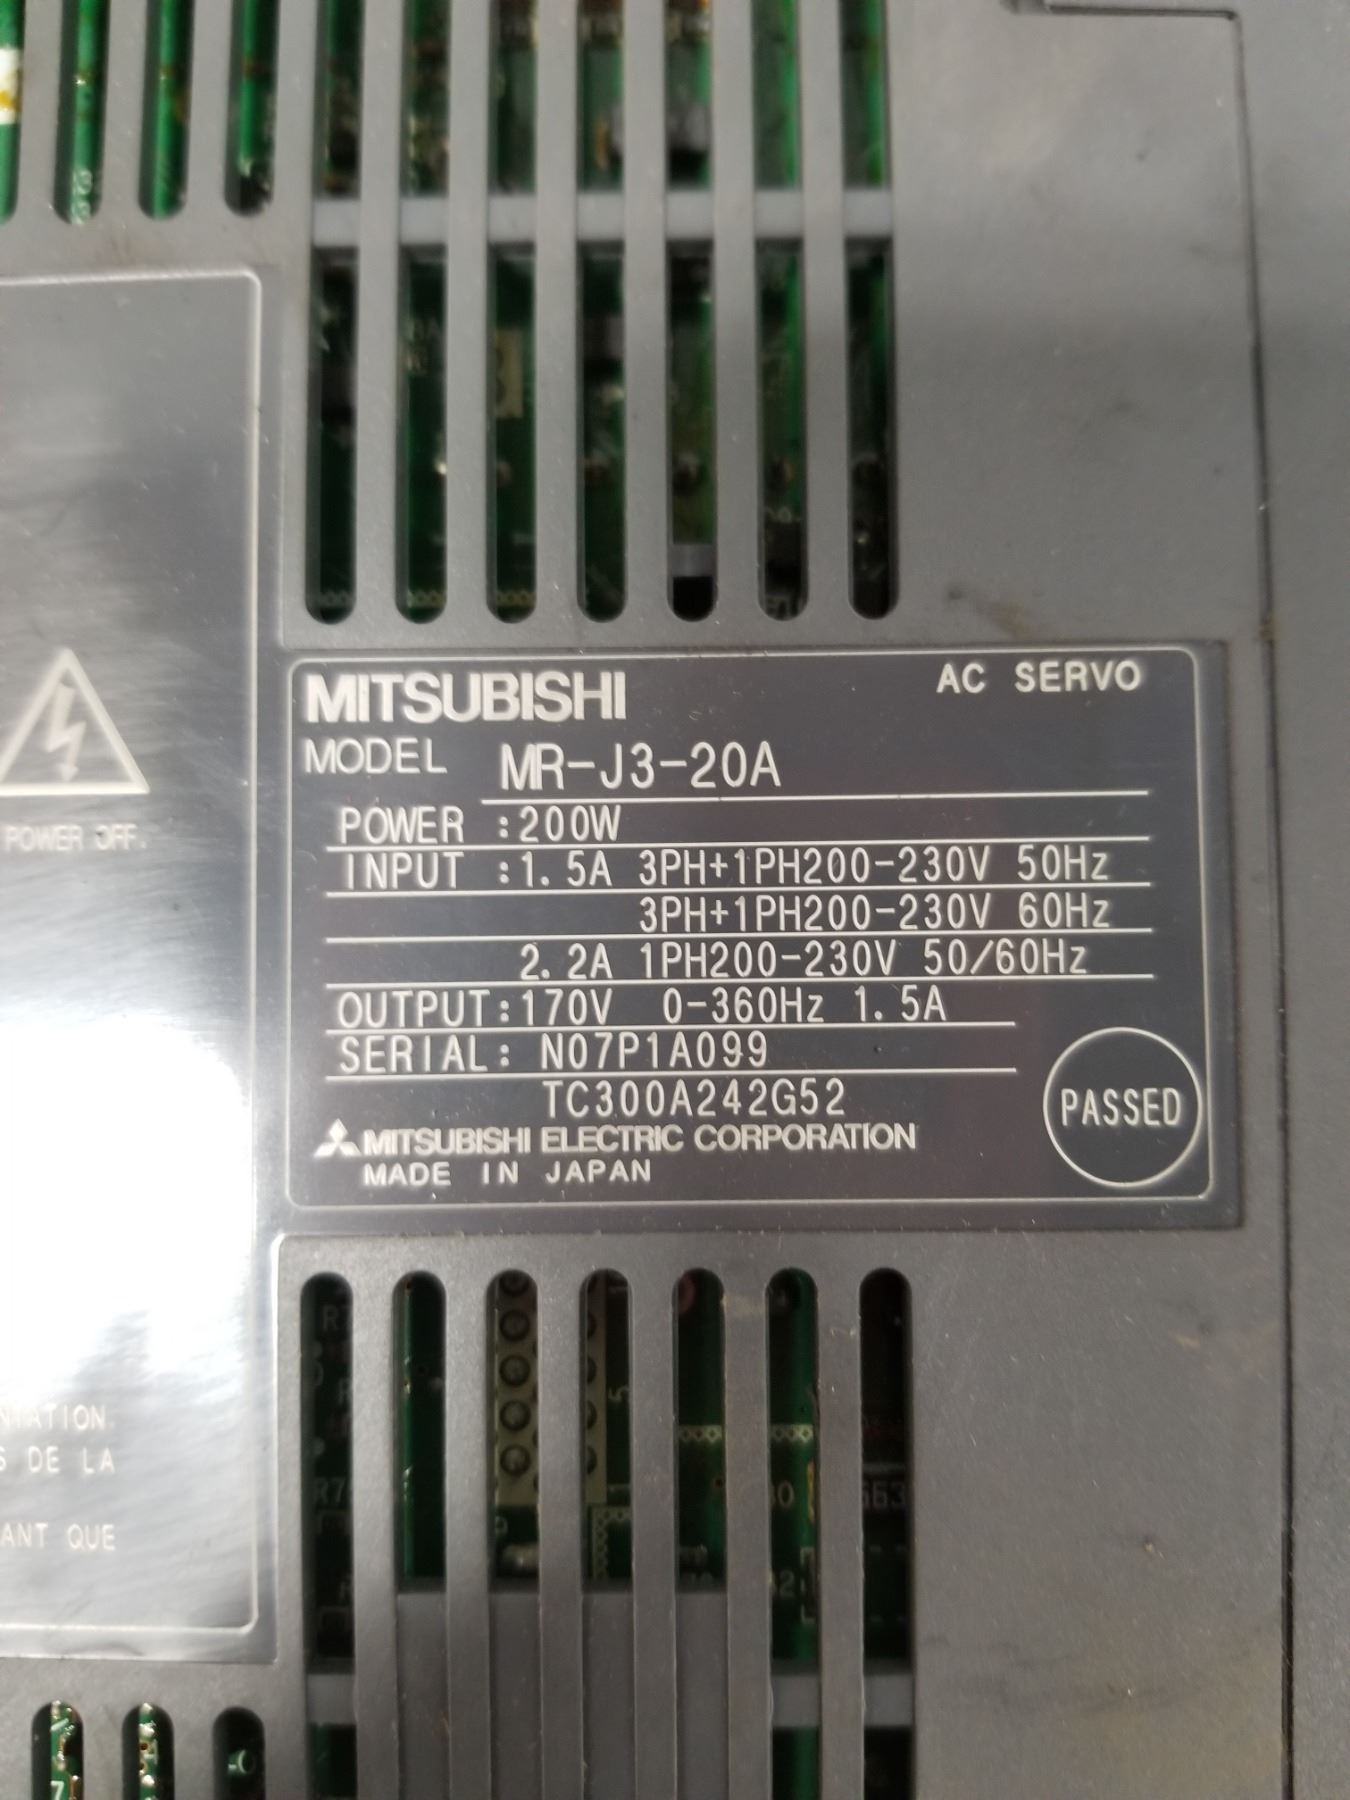 POWER OFF.
NTATION.
S DE LA
ANT QUE
MITSUBISHI AC SERVO
MODEL MR-J3-20A
POWER :200W
INPUT :1.5A 3PH+1PH200-230V 50Hz
3PH+1PH200-230V 60Hz
2.2A 1PH200-230V 50/60Hz
OUTPUT:170V 0-360Hz 1.5A
SERIAL: N07P1A099
TC300A242G52
PASSED
MITSUBISHI ELECTRIC CORPORATION
MADE IN JAPAN